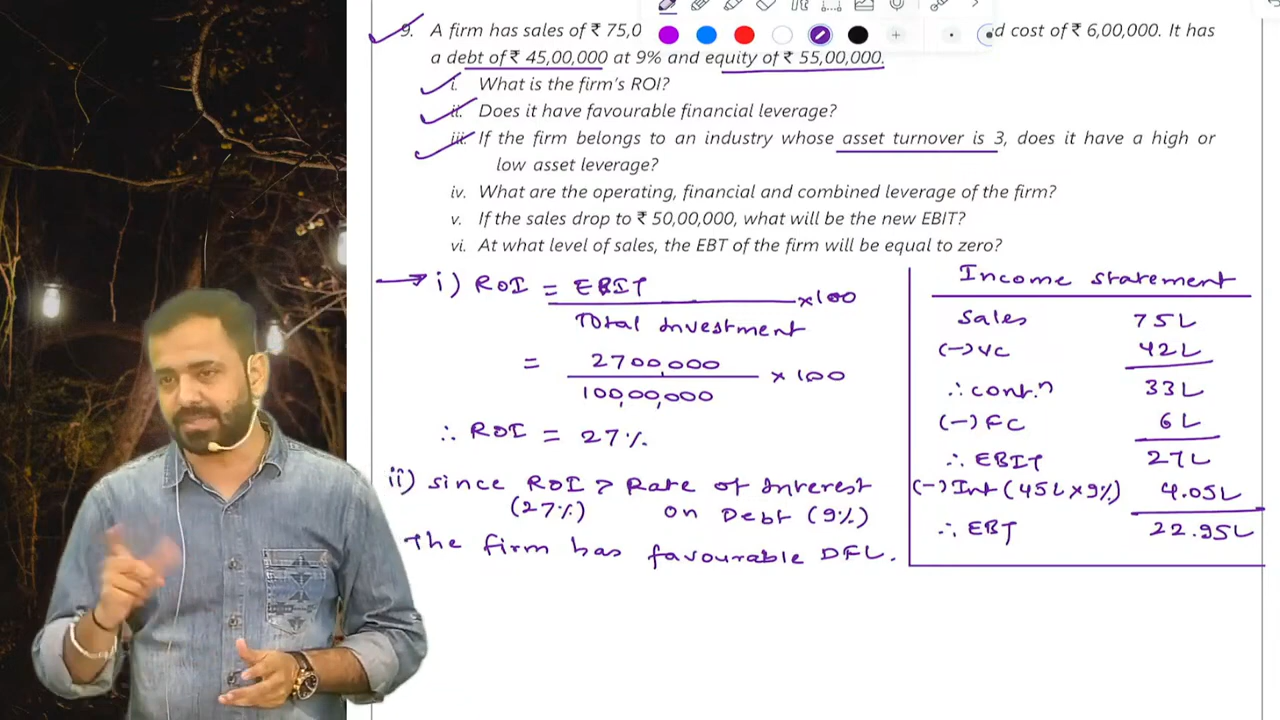 9. A firm has sales of ₹ 75,0 d cost of ₹ 6,00,000. It has
a debt of ₹ 45,00,000 at 9% and equity of ₹ 55,00,000.
i. What is the firm's ROI?
ii. Does it have favourable financial leverage?
iii. If the firm belongs to an industry whose asset turnover is 3, does it have a high or
low asset leverage?
iv. What are the operating, financial and combined leverage of the firm?
v. If the sales drop to ₹ 50,00,000, what will be the new EBIT?
vi. At what level of sales, the EBT of the firm will be equal to zero?
i) ROI = EBIT ×100
Total investment
= 2700,000 × 100
100,00,000
∴ ROI = 27%
ii) since ROI > Rate of Interest
(27%) on Debt (9%)
The firm has favourable DFL.
Income statement
Sales 75L
(-) VC 42L
∴ Cont.n 33L
(-) FC 6L
∴ EBIT 27L
(-) Int (45L×9%) 4.05L
∴ EBT 22.95L